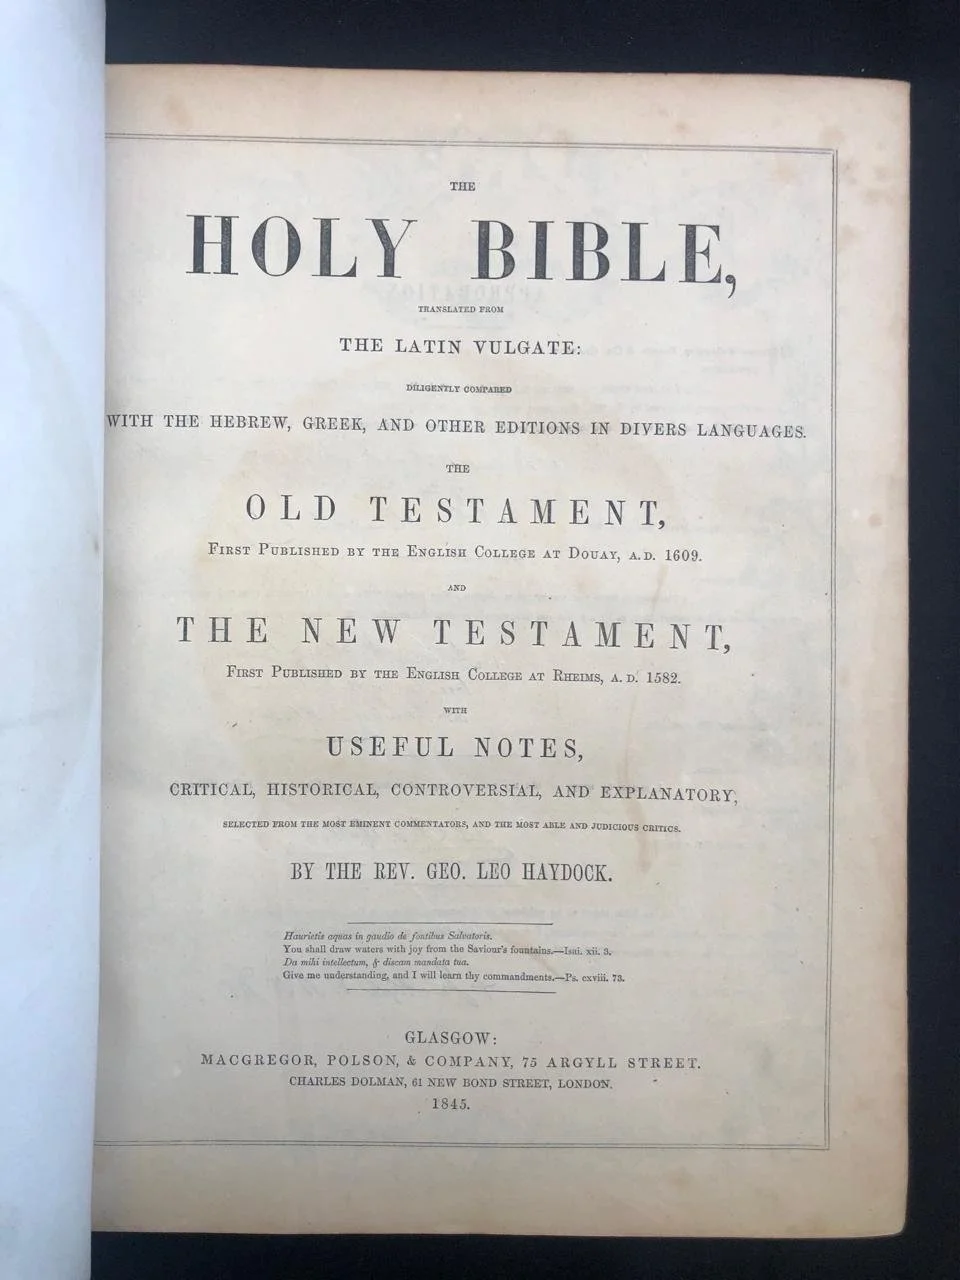 THE
HOLY BIBLE,
TRANSLATED FROM
THE LATIN VULGATE:
DILIGENTLY COMPARED
WITH THE HEBREW, GREEK, AND OTHER EDITIONS IN DIVERS LANGUAGES.
THE
OLD TESTAMENT,
FIRST PUBLISHED BY THE ENGLISH COLLEGE AT DOUAY, A.D. 1609.
AND
THE NEW TESTAMENT,
FIRST PUBLISHED BY THE ENGLISH COLLEGE AT RHEIMS, A.D. 1582.
WITH
USEFUL NOTES,
CRITICAL, HISTORICAL, CONTROVERSIAL, AND EXPLANATORY,
SELECTED FROM THE MOST EMINENT COMMENTATORS, AND THE MOST ABLE AND JUDICIOUS CRITICS.
BY THE REV. GEO. LEO HAYDOCK.
Haurietis aquas in gaudio de fontibus Salvatoris.
You shall draw waters with joy from the Saviour's fountains.—Isai. xii. 3.
Da mihi intellectum, & discam mandata tua.
Give me understanding, and I will learn thy commandments.—Ps. cxviii. 73.
GLASGOW:
MACGREGOR, POLSON, & COMPANY, 75 ARGYLL STREET.
CHARLES DOLMAN, 61 NEW BOND STREET, LONDON.
1845.